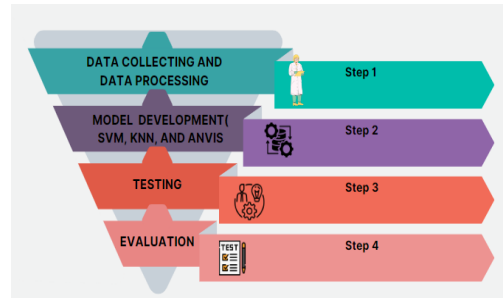 DATA COLLECTING AND
DATA PROCESSING
Step 1
MODEL DEVELOPMENT(
SVM, KNN, AND ANVIS
Step 2
TESTING
Step 3
EVALUATION
TEST
Step 4